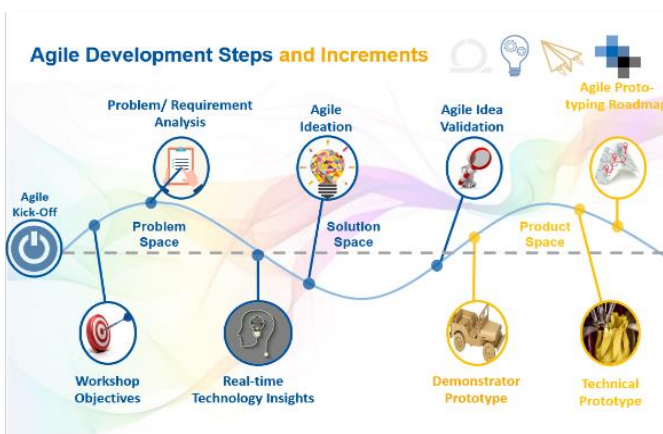 Agile Development Steps and Increments
Agile Proto-
typing Roadmap
Problem/ Requirement
Analysis
Agile
Ideation
Agile Idea
Validation
Agile
Kick-Off
Problem
Space
Solution
Space
Product
Space
Workshop
Objectives
Real-time
Technology Insights
Demonstrator
Prototype
Technical
Prototype